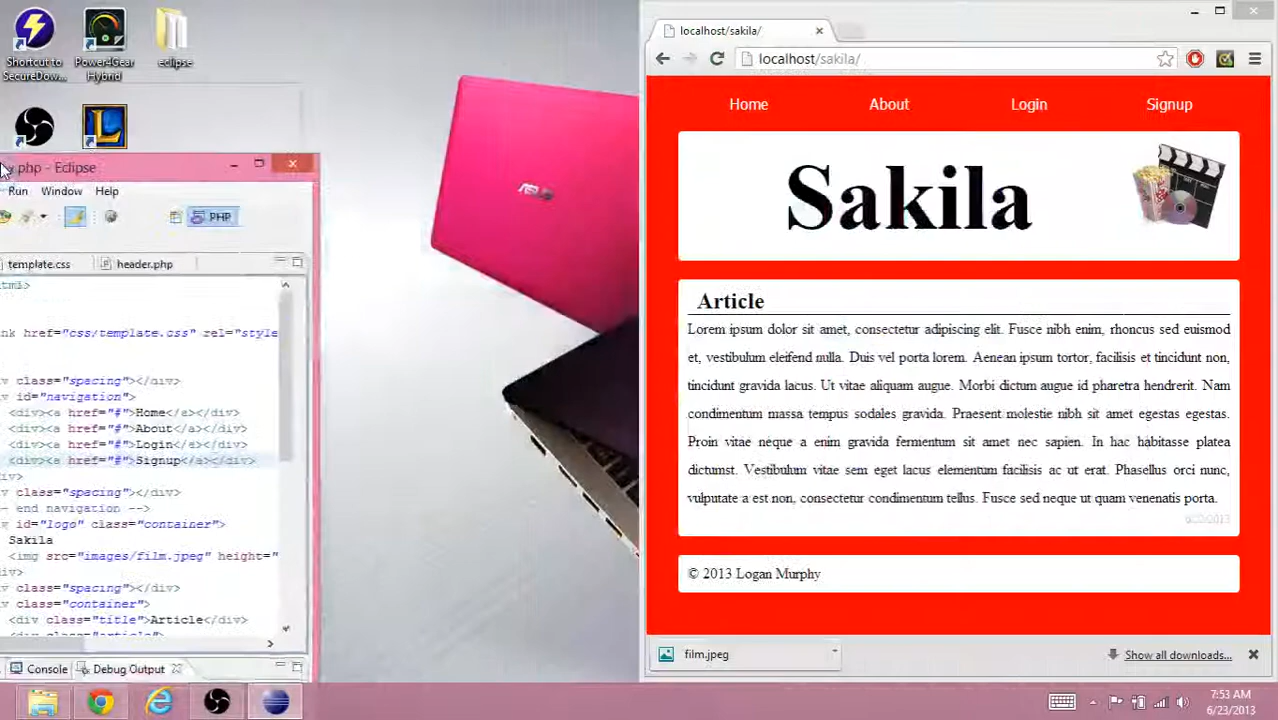 Shortcut to
SecureDow...
Power4Gear
Hybrid
eclipse
php - Eclipse
Run Window Help
PHP
template.css
header.php
html>
nk href="css/template.css" rel="style
v class="spacing"></div>
v id="navigation">
<div><a href="#">Home</a></div>
<div><a href="#">About</a></div>
<div><a href="#">Login</a></div>
<div><a href="#">Signup</a></div>
iv>
v class="spacing"></div>
-- end navigation -->
v id="logo" class="container">
Sakila
<img src="images/film.jpeg" height="
iv>
v class="spacing"></div>
v class="container">
<div class="title">Article</div>
<div class="article">
Console Debug Output
ASUS
localhost/sakila/
localhost/sakila/
Home About Login Signup
Sakila
Article
Lorem ipsum dolor sit amet, consectetur adipiscing elit. Fusce nibh enim, rhoncus sed euismod
et, vestibulum eleifend nulla. Duis vel porta lorem. Aenean ipsum tortor, facilisis et tincidunt non,
tincidunt gravida lacus. Ut vitae aliquam augue. Morbi dictum augue id pharetra hendrerit. Nam
condimentum massa tempus sodales gravida. Praesent molestie nibh sit amet egestas egestas.
Proin vitae neque a enim gravida fermentum sit amet nec sapien. In hac habitasse platea
dictumst. Vestibulum vitae sem eget lacus elementum facilisis ac ut erat. Phasellus orci nunc,
vulputate a est non, consectetur condimentum tellus. Fusce sed neque ut quam venenatis porta.
© 2013 Logan Murphy
film.jpeg
Show all downloads...
7:53 AM
6/23/2013